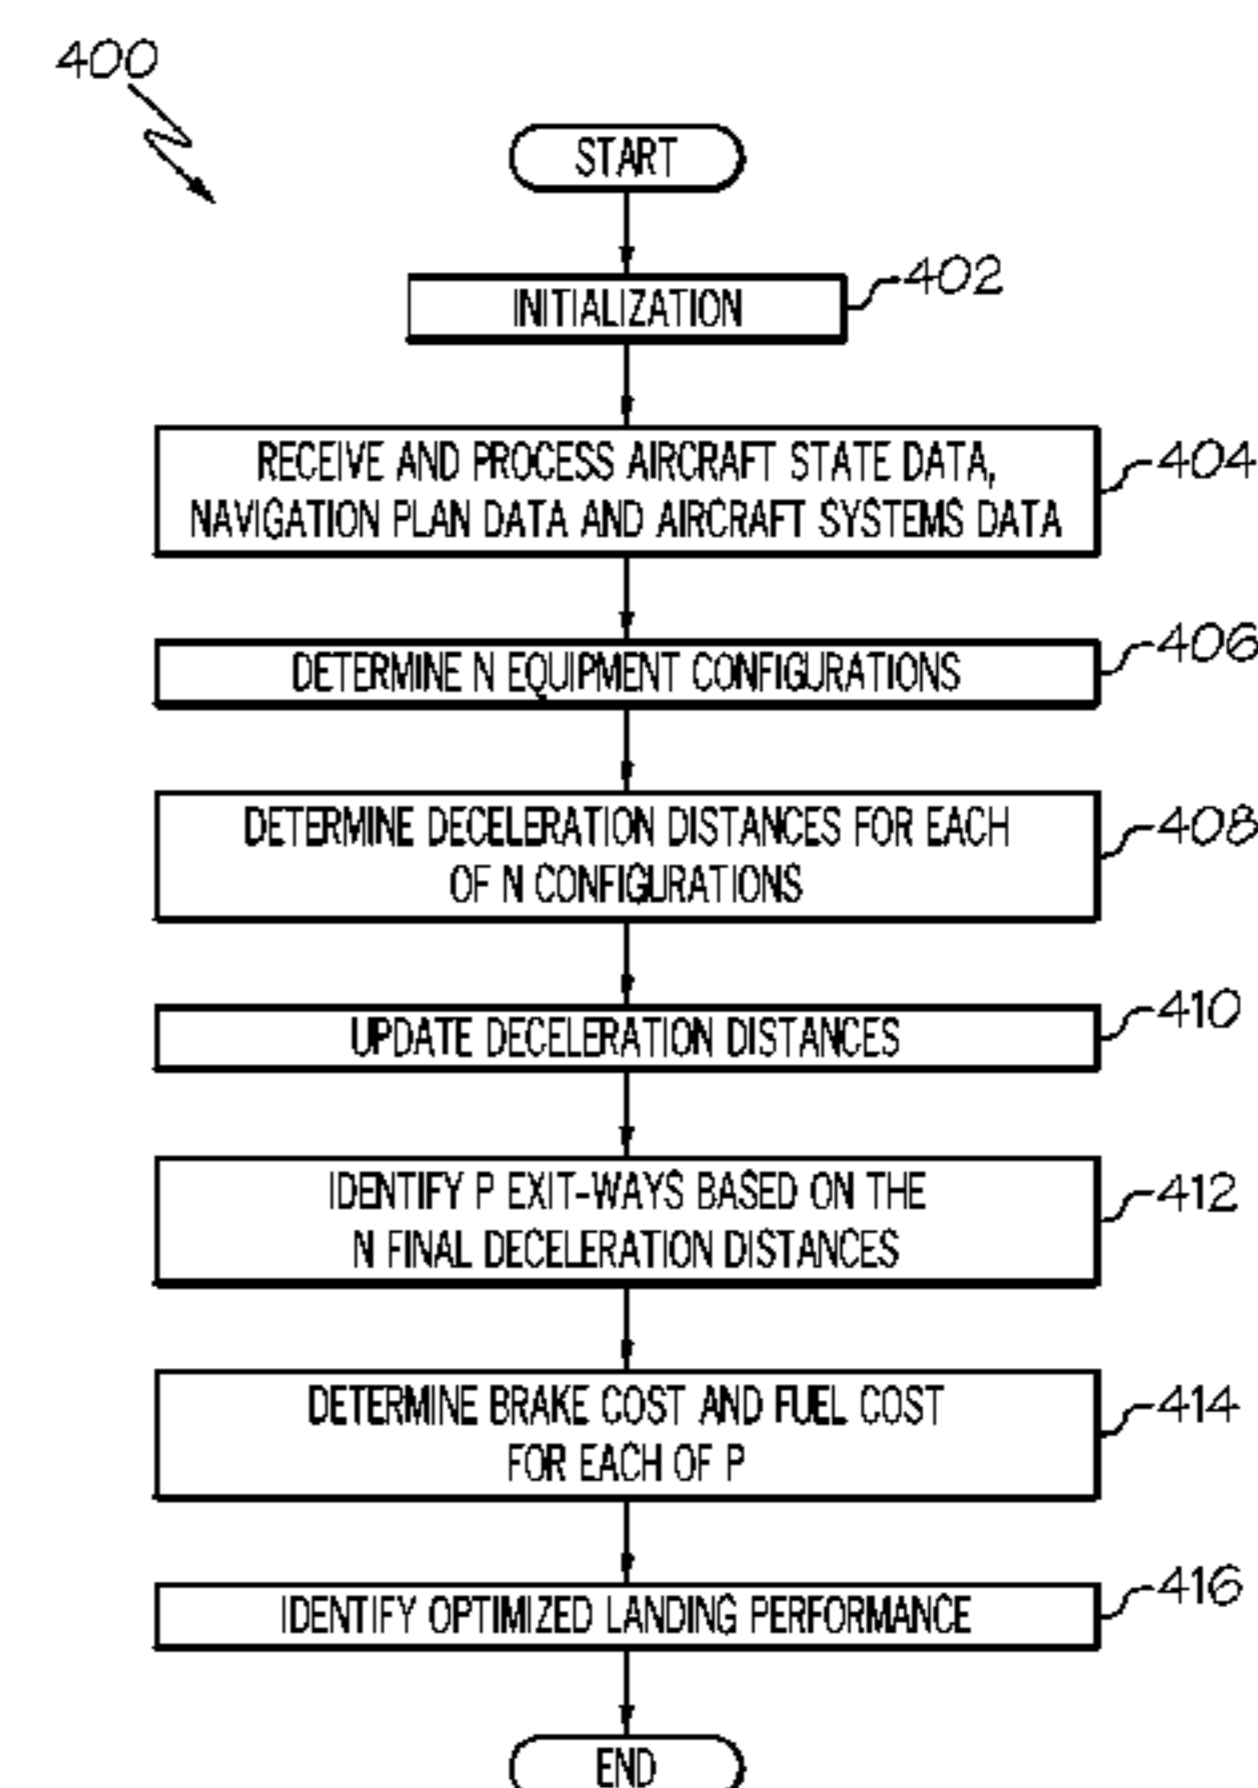 400
START
INITIALIZATION
402
RECEIVE AND PROCESS AIRCRAFT STATE DATA,
NAVIGATION PLAN DATA AND AIRCRAFT SYSTEMS DATA
404
DETERMINE N EQUIPMENT CONFIGURATIONS
406
DETERMINE DECELERATION DISTANCES FOR EACH
OF N CONFIGURATIONS
408
UPDATE DECELERATION DISTANCES
410
IDENTIFY P EXIT-WAYS BASED ON THE
N FINAL DECELERATION DISTANCES
412
DETERMINE BRAKE COST AND FUEL COST
FOR EACH OF P
414
IDENTIFY OPTIMIZED LANDING PERFORMANCE
416
END